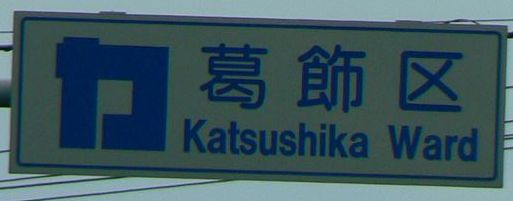 葛飾区
Katsushika Ward